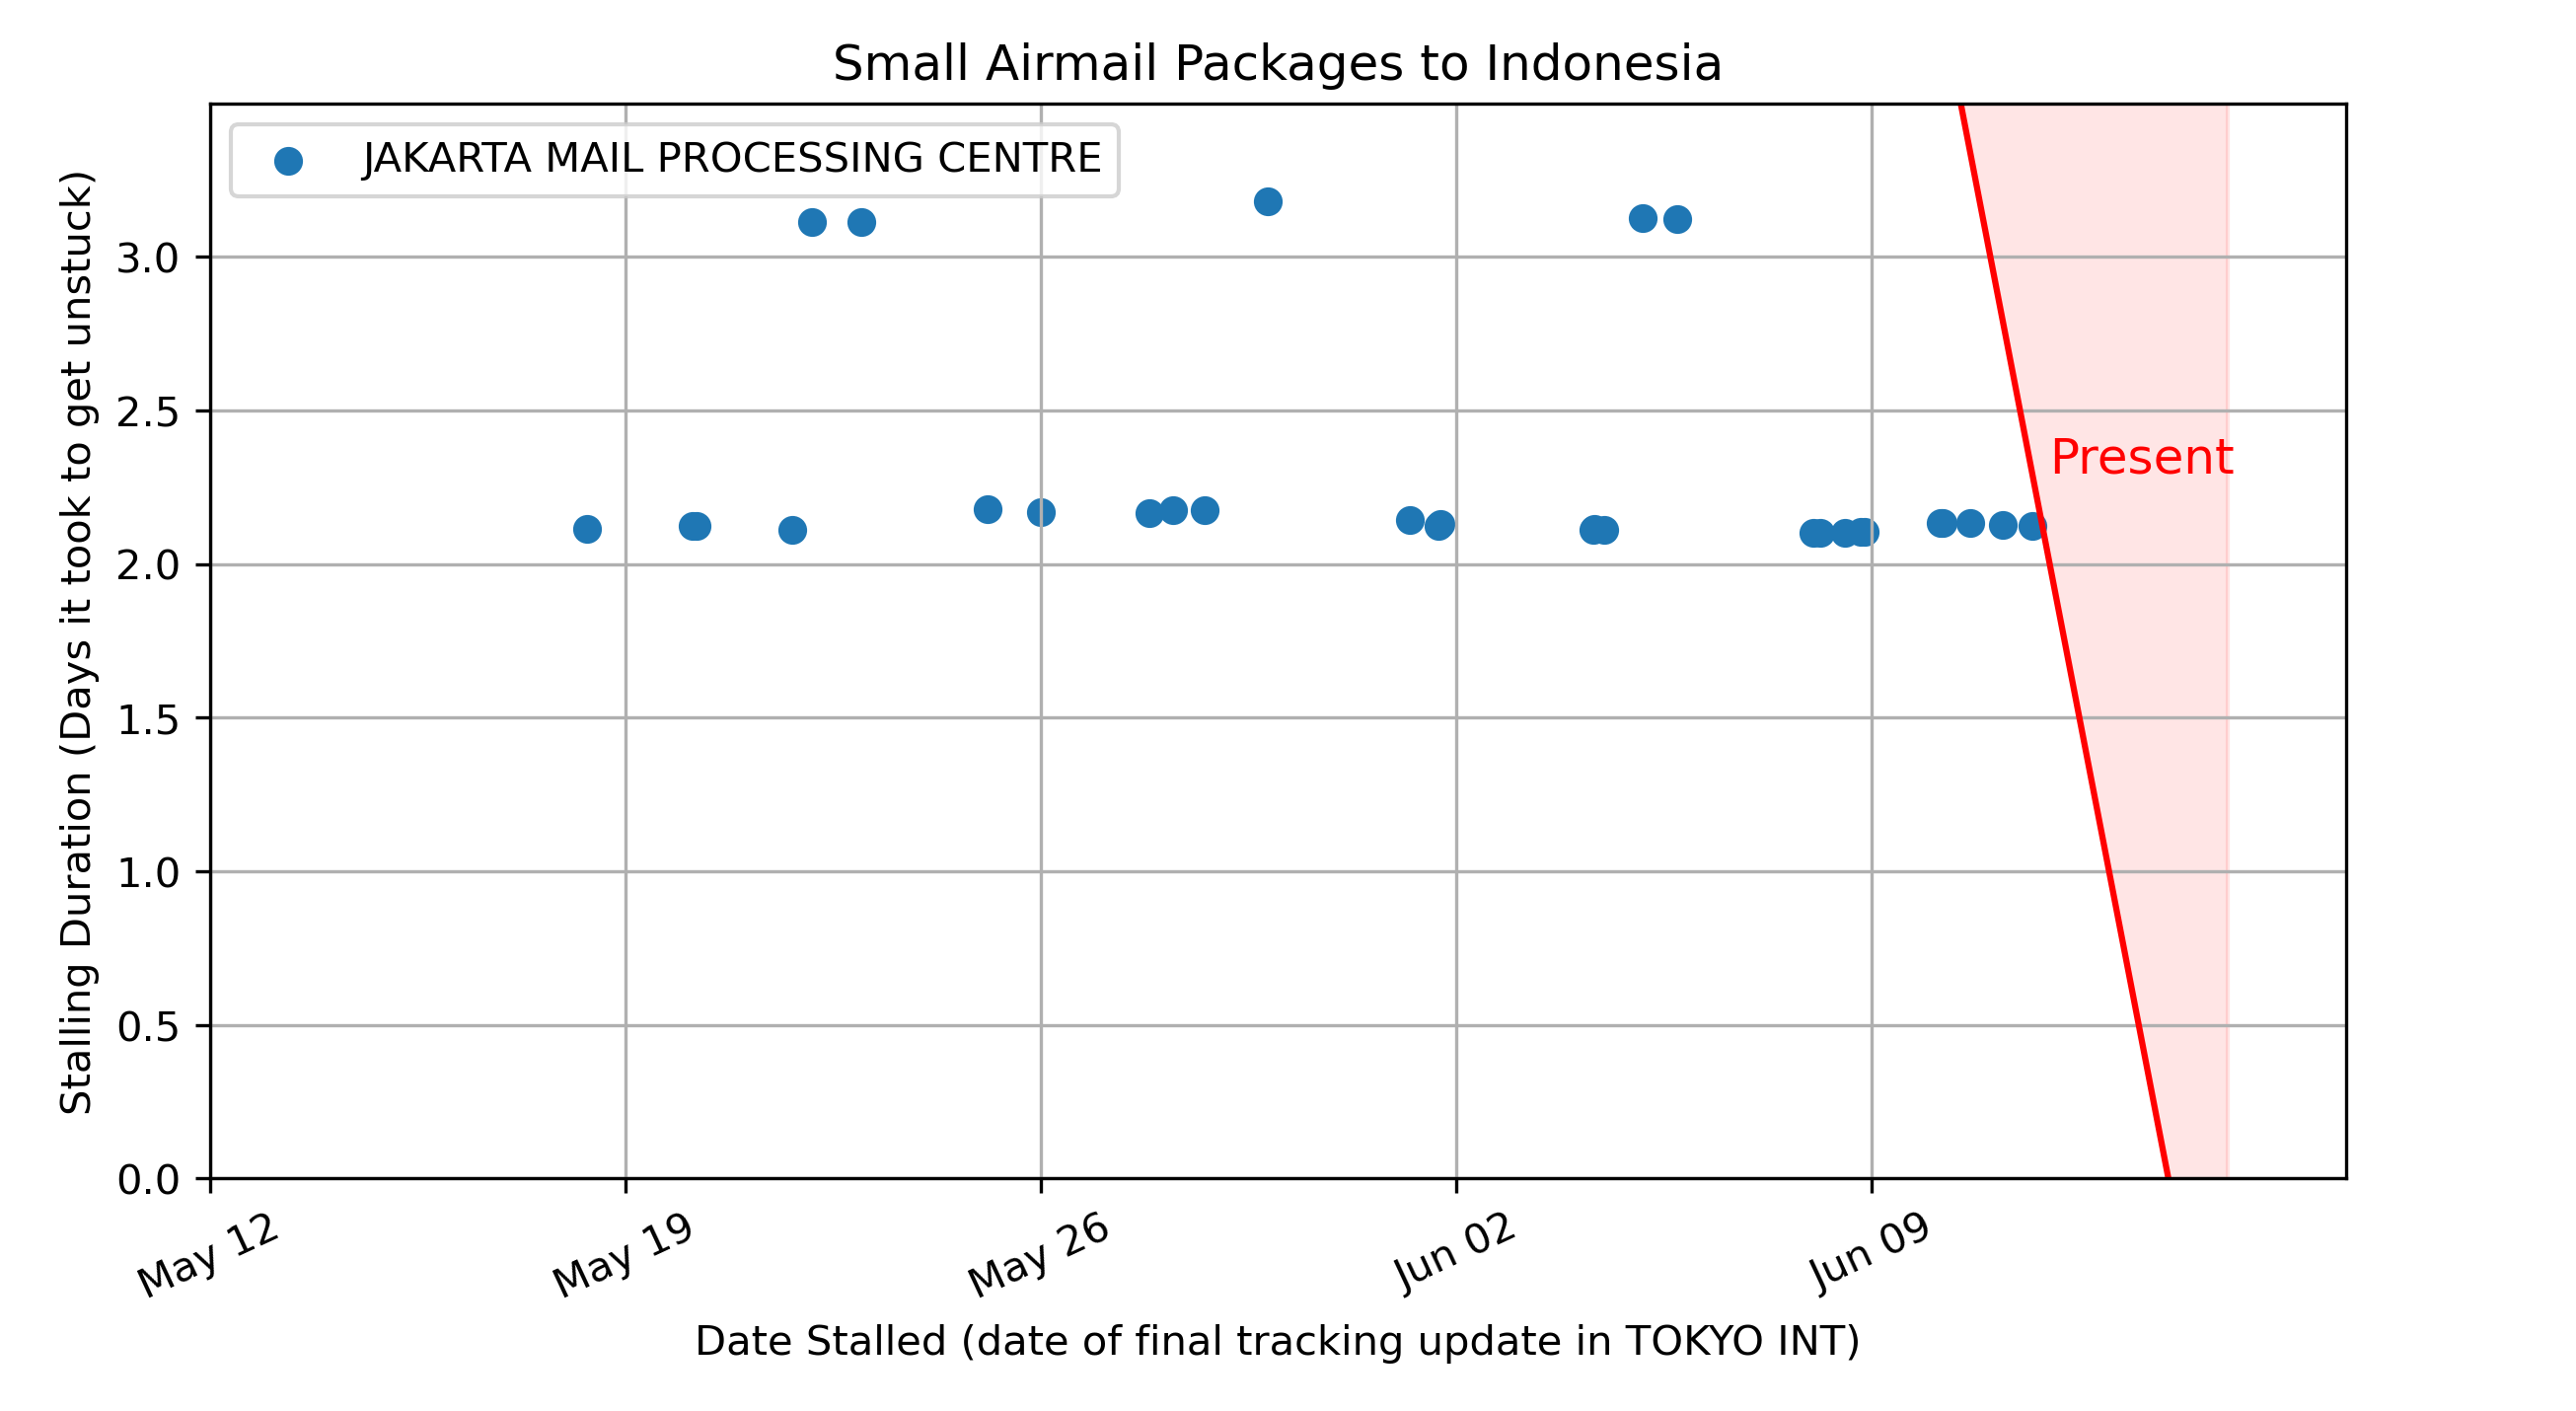 Small Airmail Packages to Indonesia
JAKARTA MAIL PROCESSING CENTRE
Stalling Duration (Days it took to get unstuck)
3.0
2.5
2.0
1.5
1.0
0.5
0.0
Present
May 12
May 19
May 26
Jun 02
Jun 09
Date Stalled (date of final tracking update in TOKYO INT)